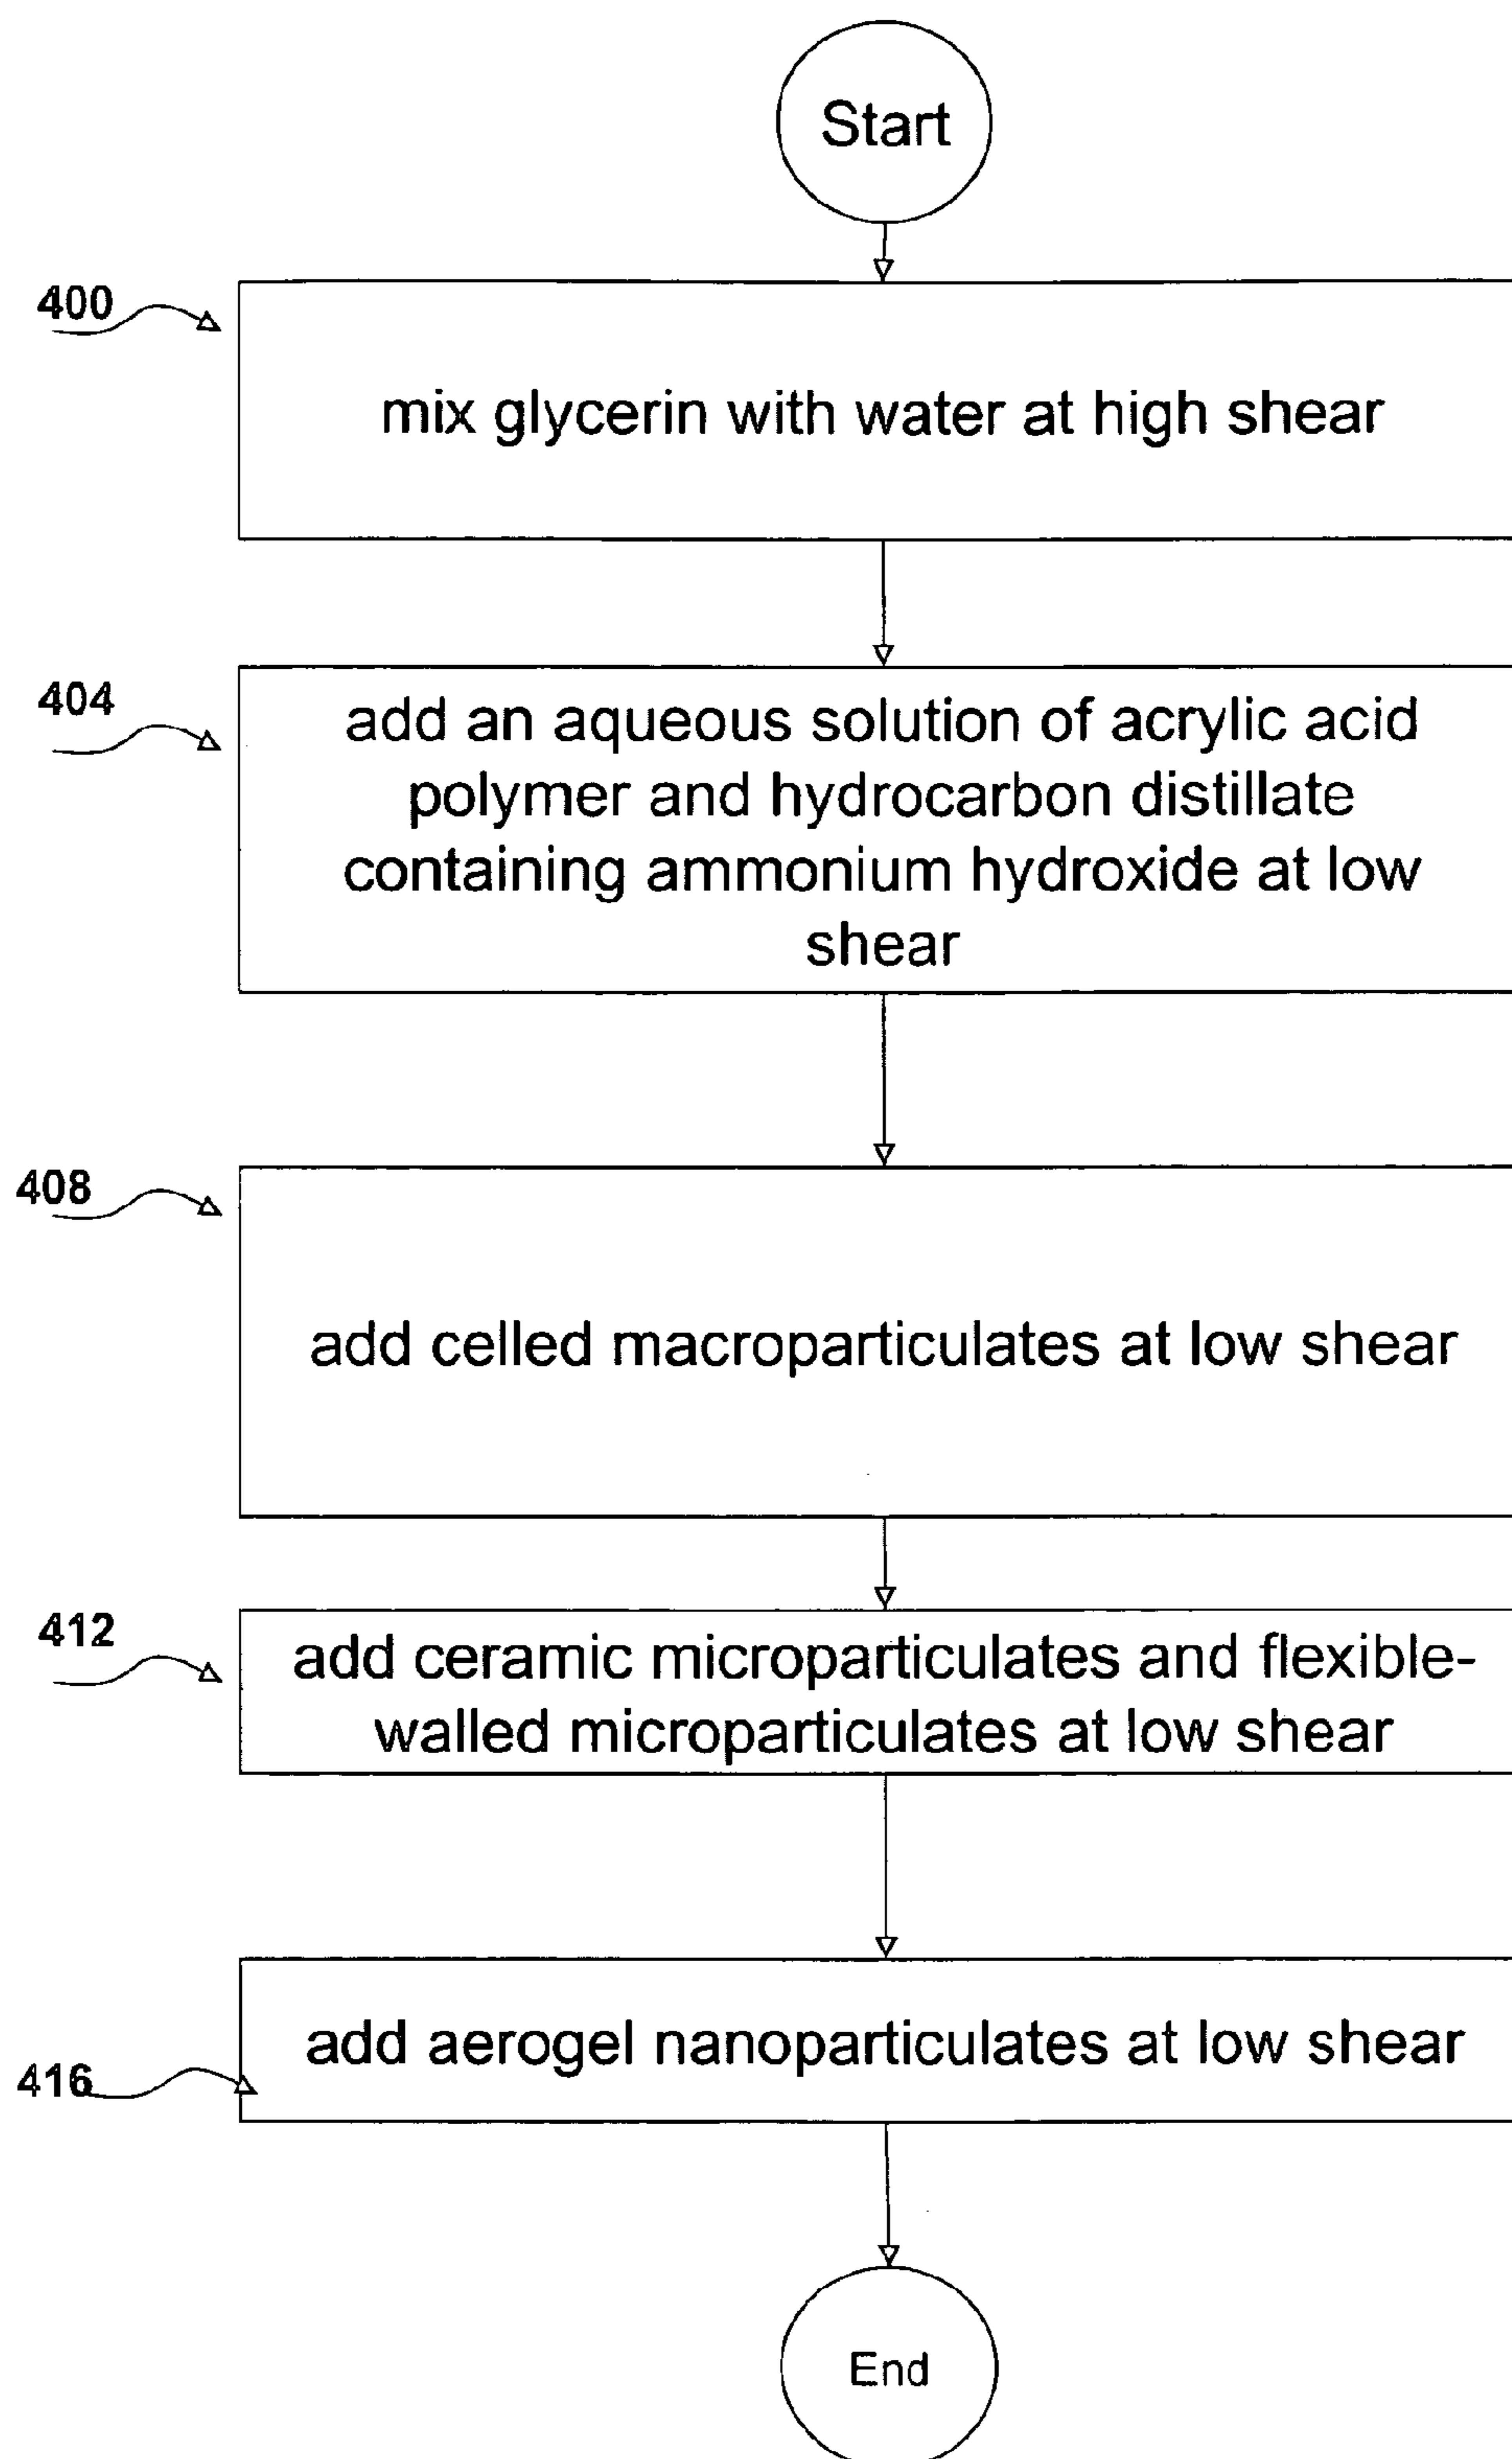 Start
400
mix glycerin with water at high shear
404
add an aqueous solution of acrylic acid
polymer and hydrocarbon distillate
containing ammonium hydroxide at low
shear
408
add celled macroparticulates at low shear
412
add ceramic microparticulates and flexible-
walled microparticulates at low shear
add aerogel nanoparticulates at low shear
416
End